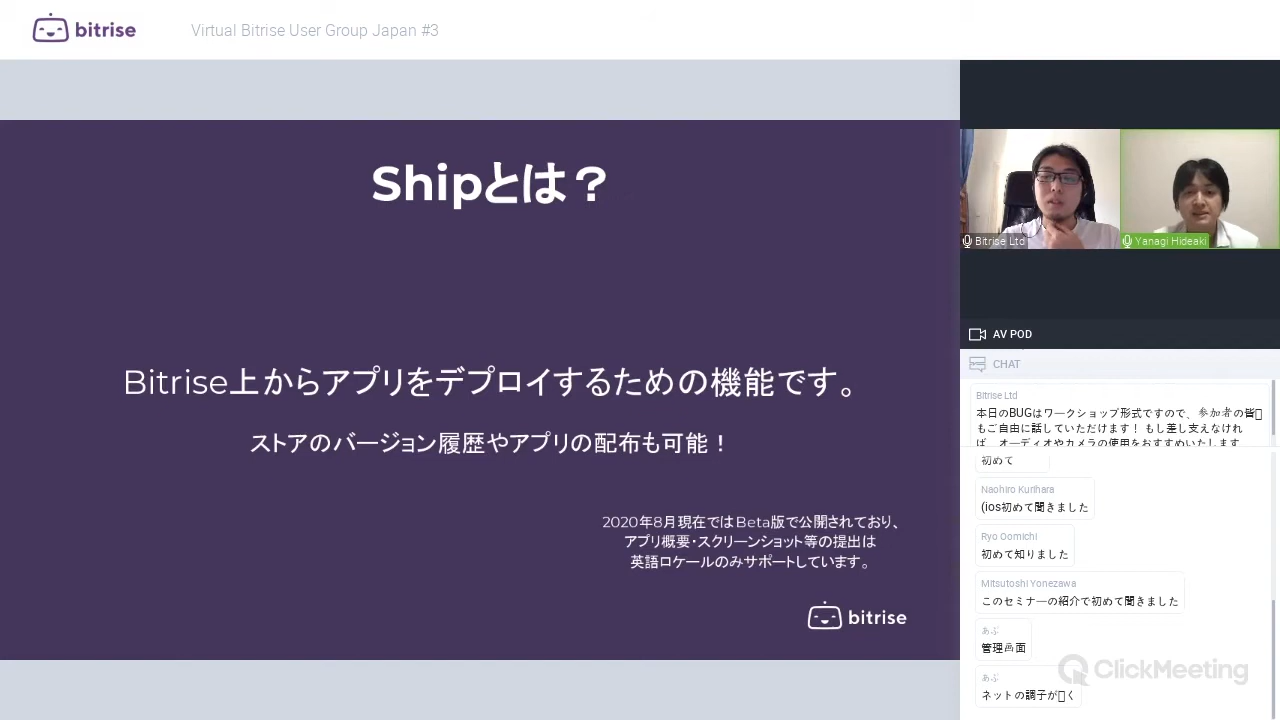 bitrise
Virtual Bitrise User Group Japan #3
Shipとは？
Bitrise上からアプリをデプロイするための機能です。
ストアのバージョン履歴やアプリの配布も可能！
2020年8月現在ではBeta版で公開されており、
アプリ概要・スクリーンショット等の提出は
英語ロケールのみサポートしています。
bitrise
Bitrise Ltd
Yanagi Hideaki
AV POD
CHAT
Bitrise Ltd
本日のBUGはワークショップ形式ですので、参加者の皆
もご自由に話していただけます！ もし差し支えなけれ
ば、オーディオやカメラの使用をおすすめいたします
初めて
Naohiro Kurihara
(ios初めて聞きました
Ryo Oomichi
初めて知りました
Mitsutoshi Yonezawa
このセミナーの紹介で初めて聞きました
あぶ
管理画面
あぶ
ネットの調子が く
ClickMeeting